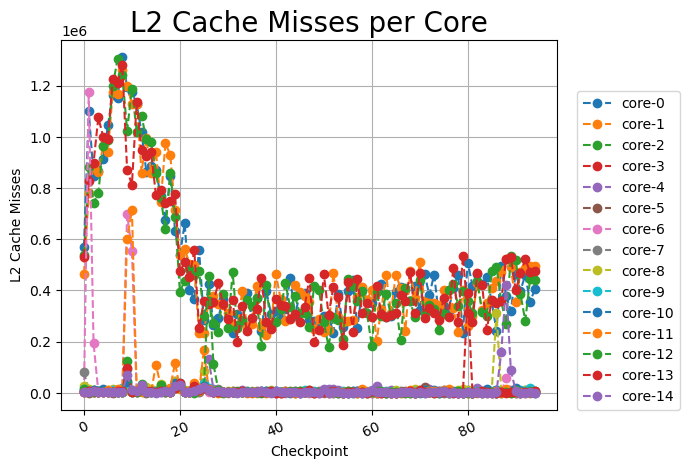 L2 Cache Misses per Core
1e6
1.2
1.0
0.8
0.6
0.4
0.2
0.0
L2 Cache Misses
0
20
40
60
80
Checkpoint
core-0
core-1
core-2
core-3
core-4
core-5
core-6
core-7
core-8
core-9
core-10
core-11
core-12
core-13
core-14